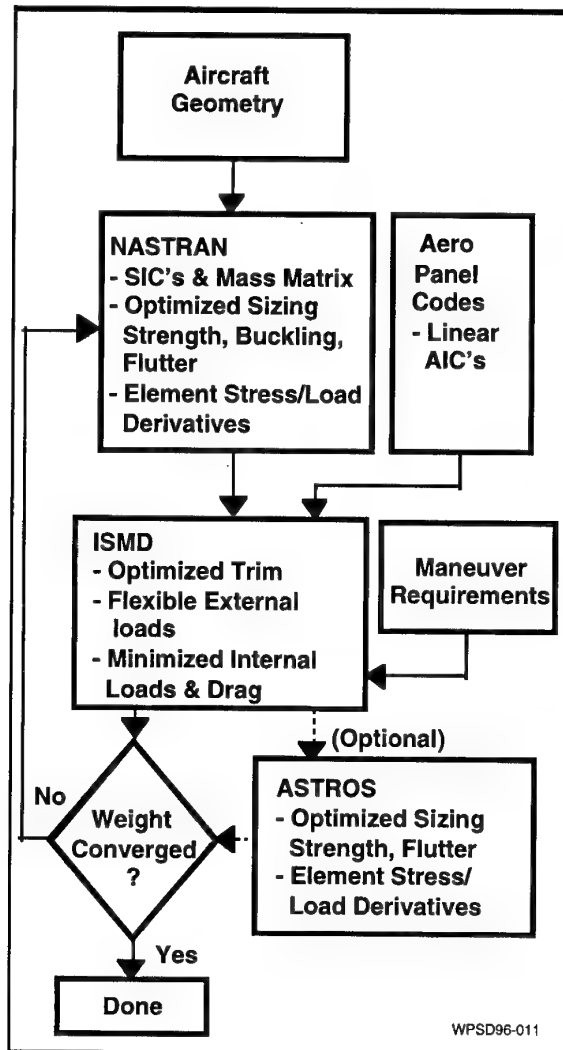 Aircraft
Geometry
NASTRAN
- SIC's & Mass Matrix
- Optimized Sizing
Strength, Buckling,
Flutter
- Element Stress/Load
Derivatives
Aero
Panel
Codes
- Linear
AIC's
ISMD
- Optimized Trim
- Flexible External
loads
- Minimized Internal
Loads & Drag
Maneuver
Requirements
(Optional)
No
Weight
Converged
?
ASTROS
- Optimized Sizing
Strength, Flutter
- Element Stress/
Load Derivatives
Yes
Done
WPSD96-011